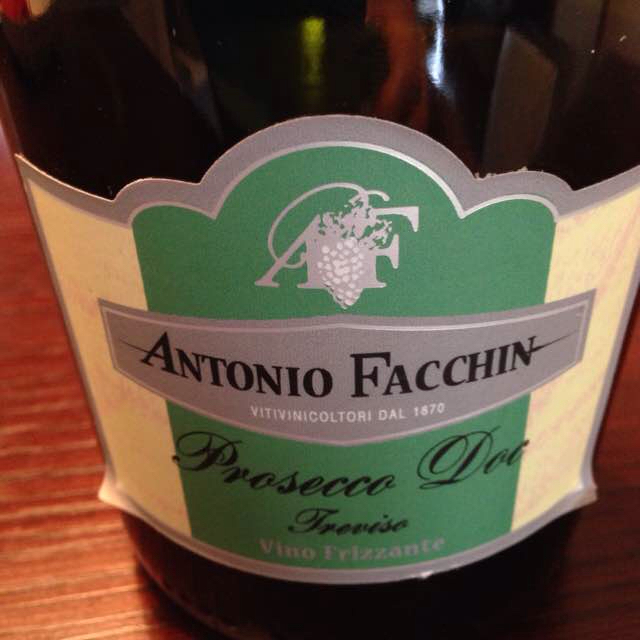 AF
ANTONIO FACCHIN
VITIVINICOLTORI DAL 1870
Prosecco Doc
Treviso
Vino Frizzante